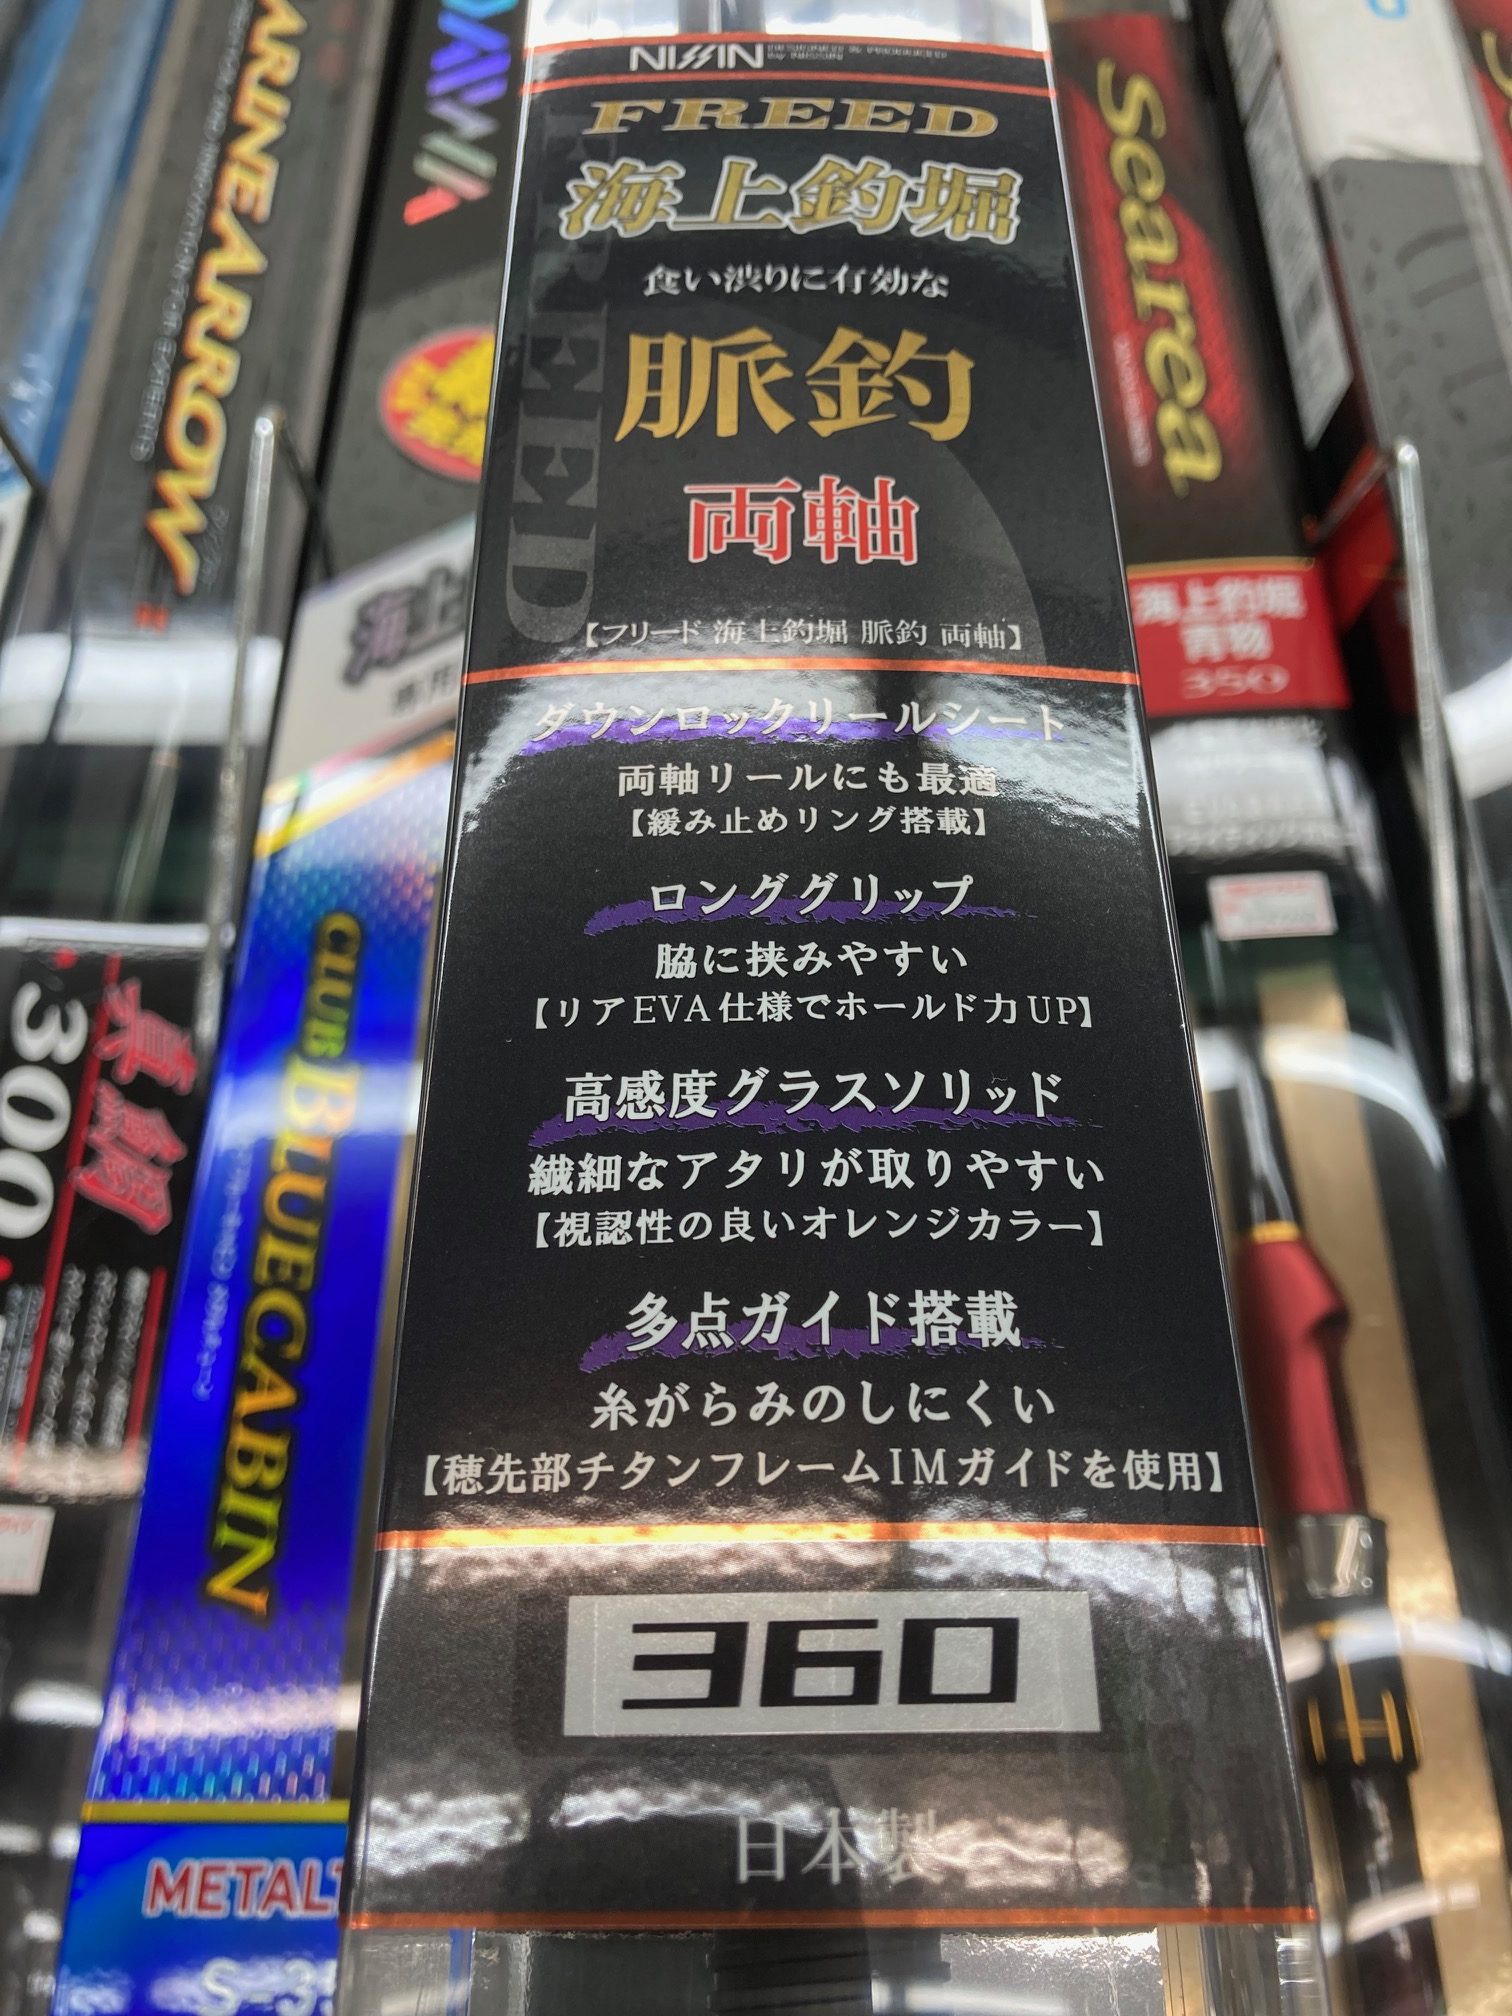 NISSIN
FREED
海上釣堀
食い渋りに有効な
脈釣
両軸
【フリード 海上釣堀 脈釣 両軸】
ダウンロックリールシート
両軸リールにも最適
【緩み止めリング搭載】
ロンググリップ
脇に挟みやすい
【リアEVA仕様でホールド力UP】
高感度グラスソリッド
繊細なアタリが取りやすい
【視認性の良いオレンジカラー】
多点ガイド搭載
糸がらみのしにくい
【穂先部チタンフレームIMガイドを使用】
360
日本製
FREED
ARINEARROW
海上
専用
真鯛
300
CLUB BLUECABIN
METAL
Searea
海上釣堀
青物
350